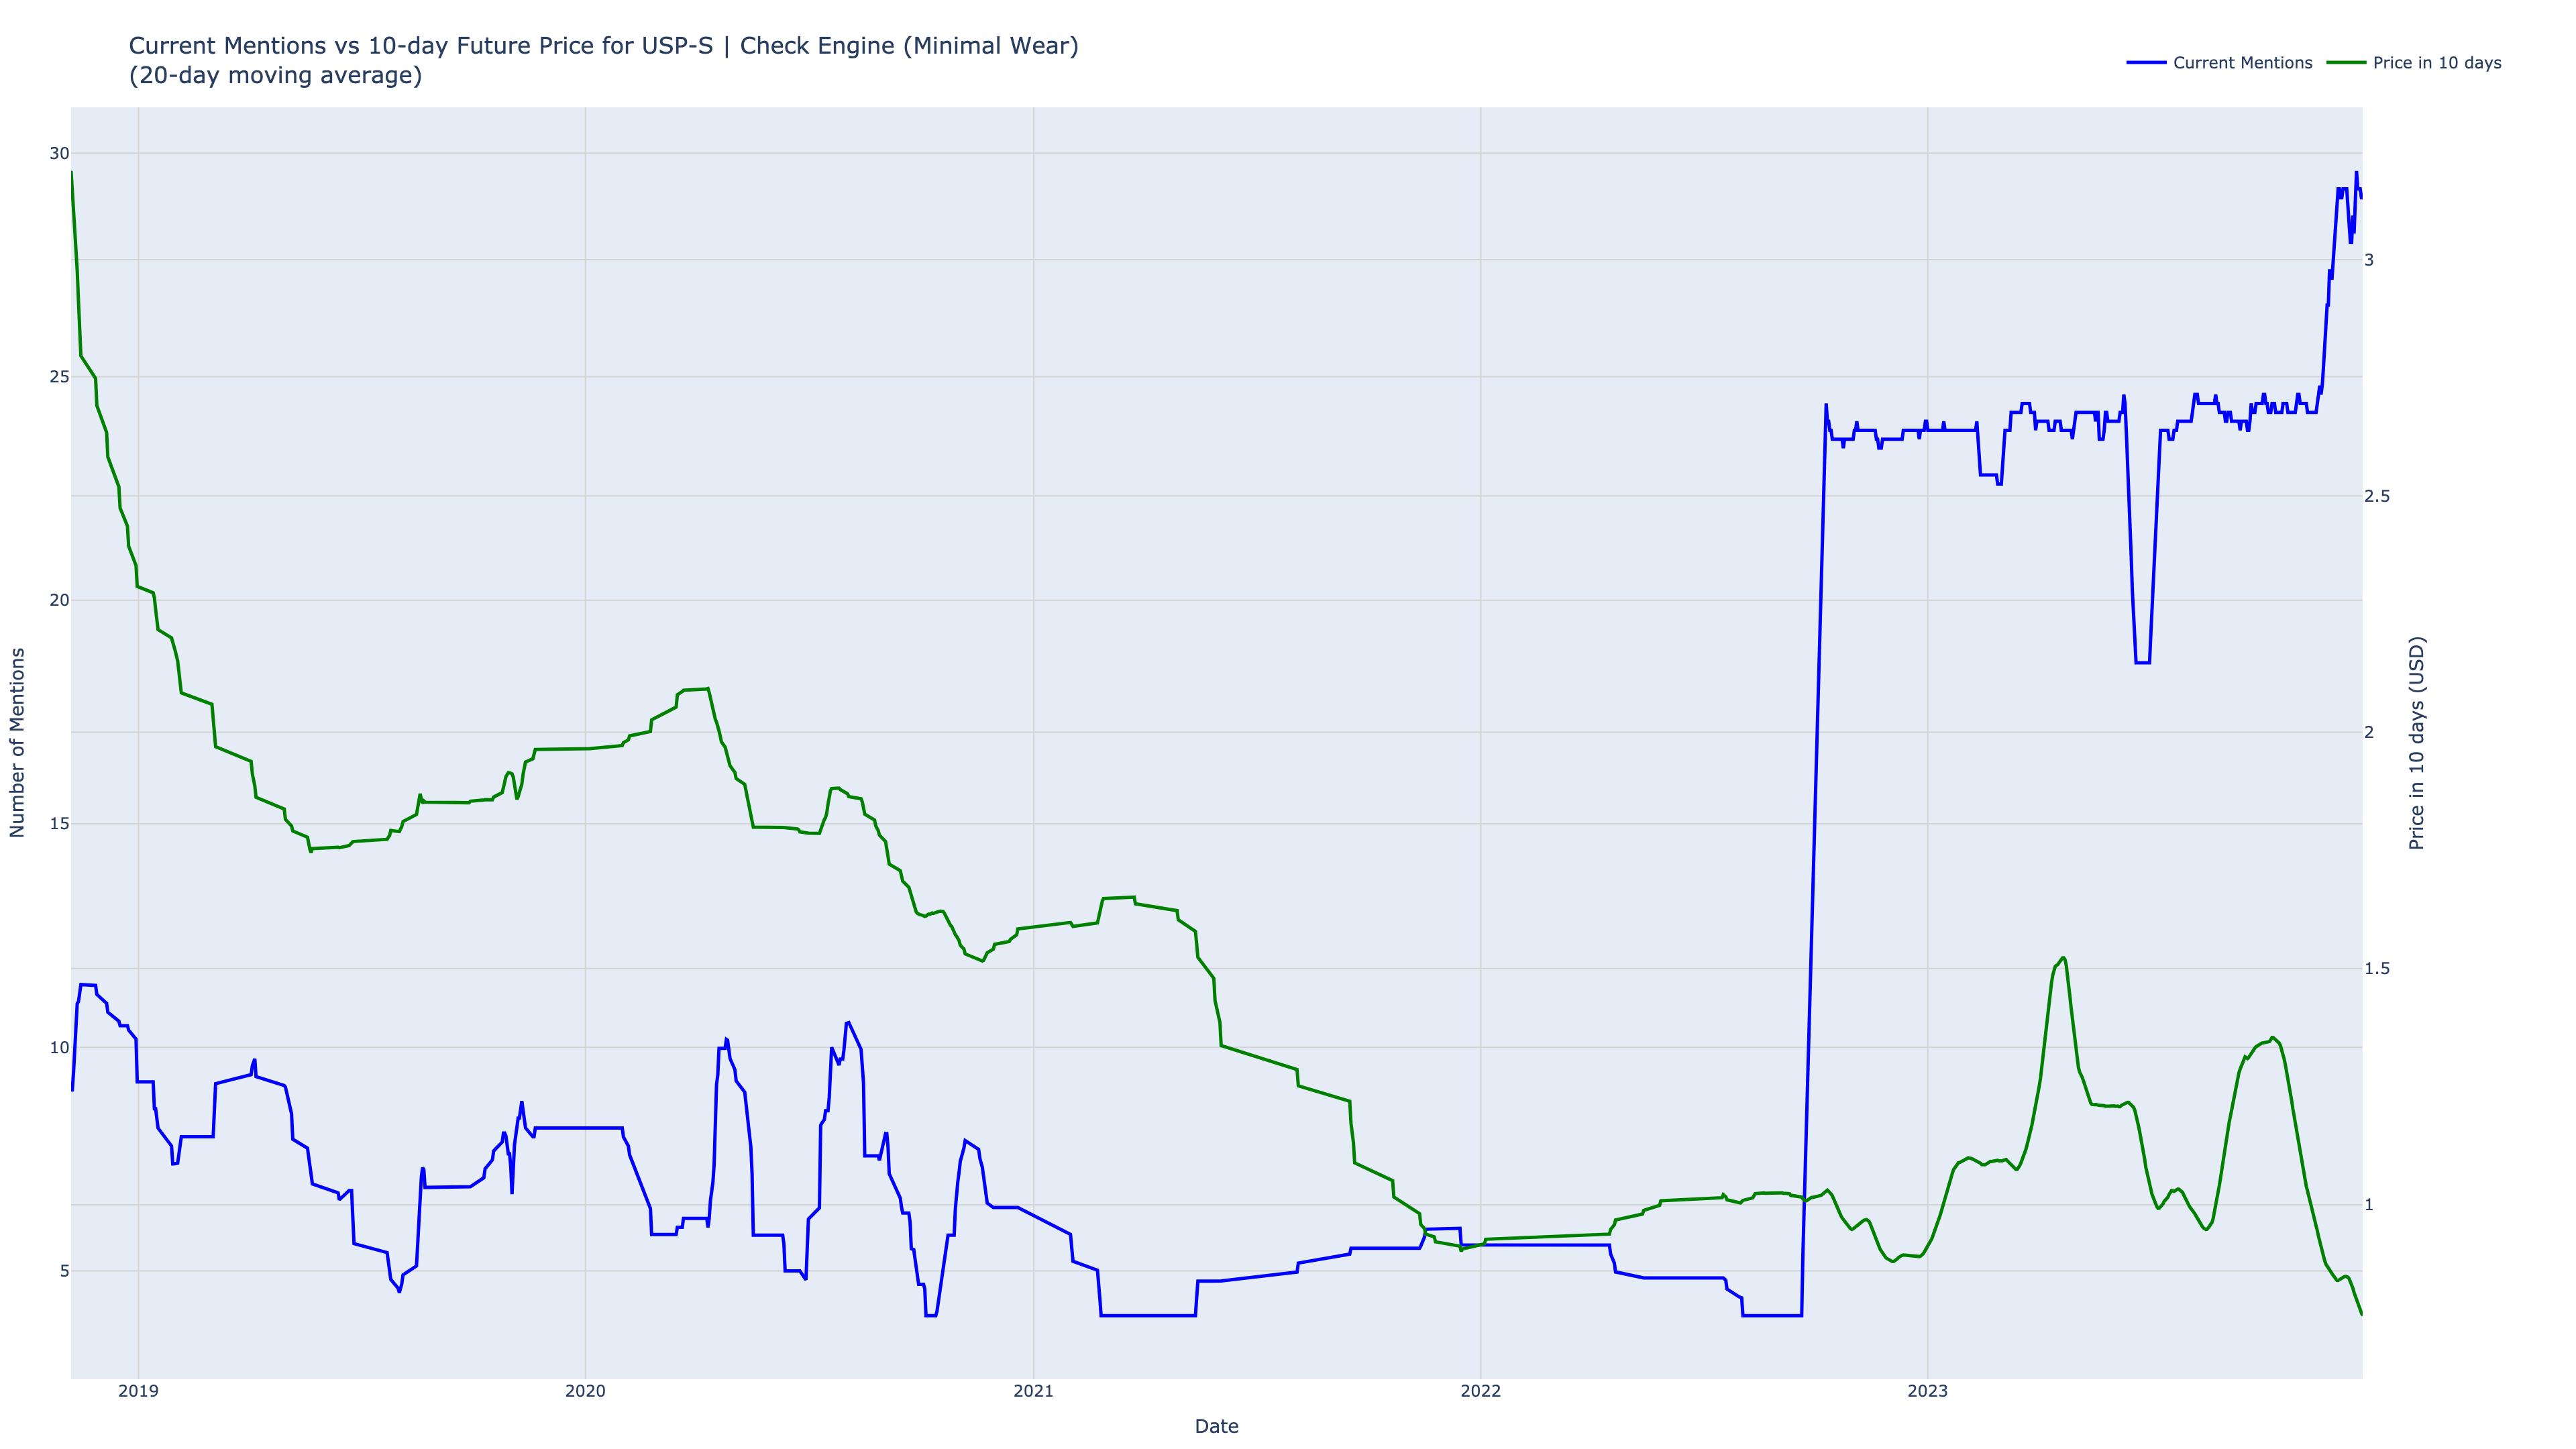 Current Mentions vs 10-day Future Price for USP-S | Check Engine (Minimal Wear)
(20-day moving average)
Current Mentions
Price in 10 days
30
25
20
15
10
5
Number of Mentions
3
2.5
2
1.5
1
Price in 10 days (USD)
2019
2020
2021
2022
2023
Date